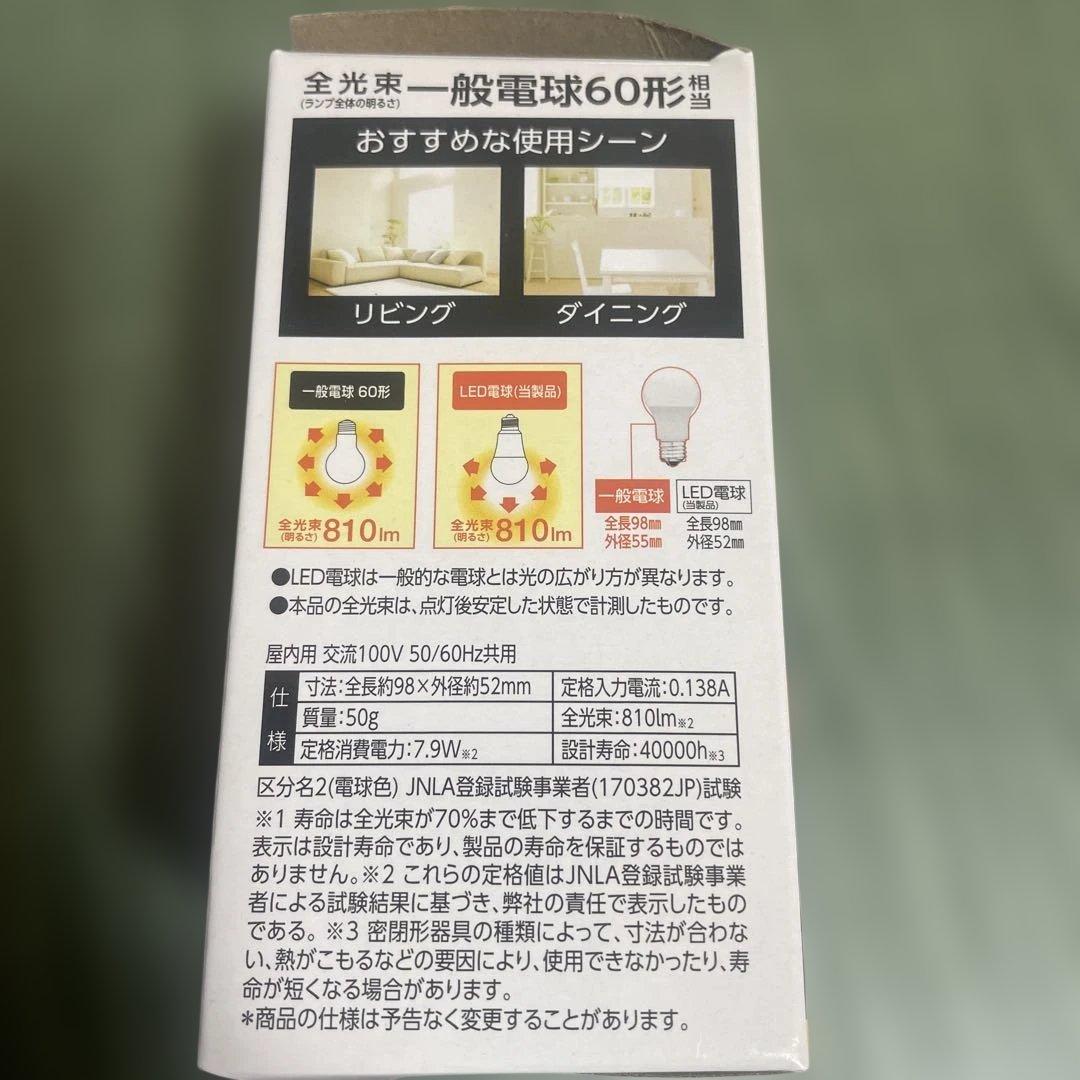 全光束 一般電球60形相当
(ランプ全体の明るさ)
おすすめな使用シーン
リビング ダイニング
一般電球 60形
全光束 810lm
(明るさ)
LED電球(当製品)
全光束 810lm
(明るさ)
一般電球
全長98㎜
外径55㎜
LED電球
(当製品)
全長98㎜
外径52㎜
●LED電球は一般的な電球とは光の広がり方が異なります。
●本品の全光束は、点灯後安定した状態で計測したものです。
屋内用 交流100V 50/60Hz共用
仕様
寸法:全長約98×外径約52mm 定格入力電流:0.138A
質量:50g 全光束:810lm※2
定格消費電力:7.9W※2 設計寿命:40000h※3
区分名2(電球色) JNLA登録試験事業者(170382JP)試験
※1 寿命は全光束が70%まで低下するまでの時間です。
表示は設計寿命であり、製品の寿命を保証するものでは
ありません。※2 これらの定格値はJNLA登録試験事業
者による試験結果に基づき、弊社の責任で表示したもの
である。※3 密閉形器具の種類によって、寸法が合わな
い、熱がこもるなどの要因により、使用できなかったり、寿
命が短くなる場合があります。
*商品の仕様は予告なく変更することがあります。